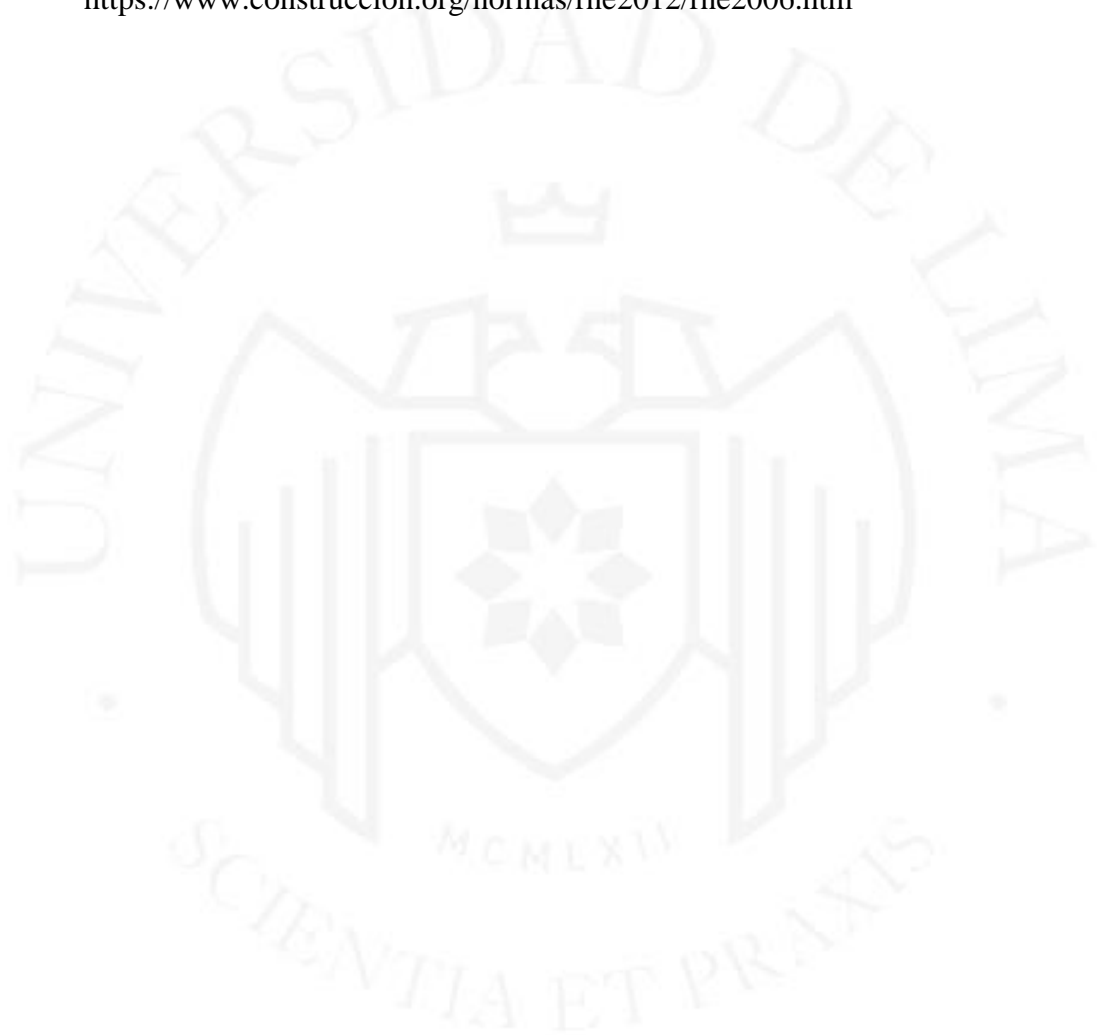 https://www.construccion.org/normas/rne2012/rne2006.htm
UNIVERSIDAD DE LIMA
MCMLXII
SCIENTIA ET PRAXIS